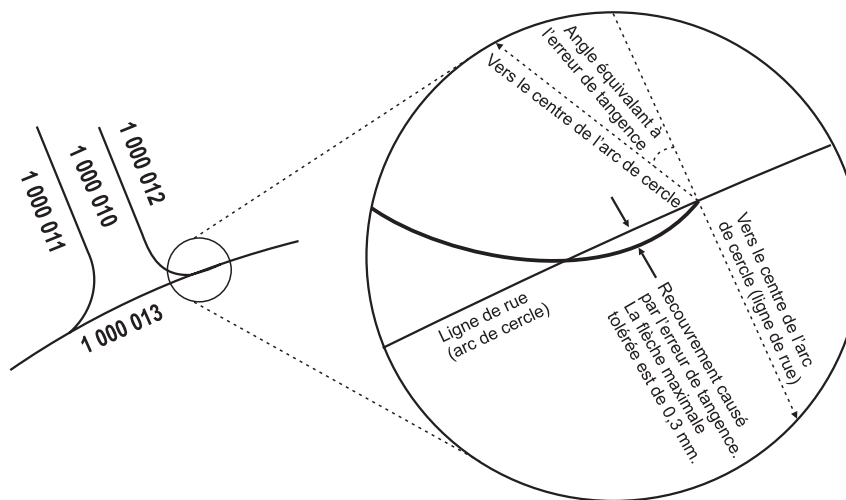 1 000 011
1 000 010
1 000 012
1 000 013
Angle équivalant à
l'erreur de tangence
Vers le centre de l'arc de cercle
Ligne de rue
(arc de cercle)
Vers le centre de l'arc
de cercle (ligne de rue)
Recouvrement causé
par l'erreur de tangence.
La flèche maximale
tolérée est de 0,3 mm.